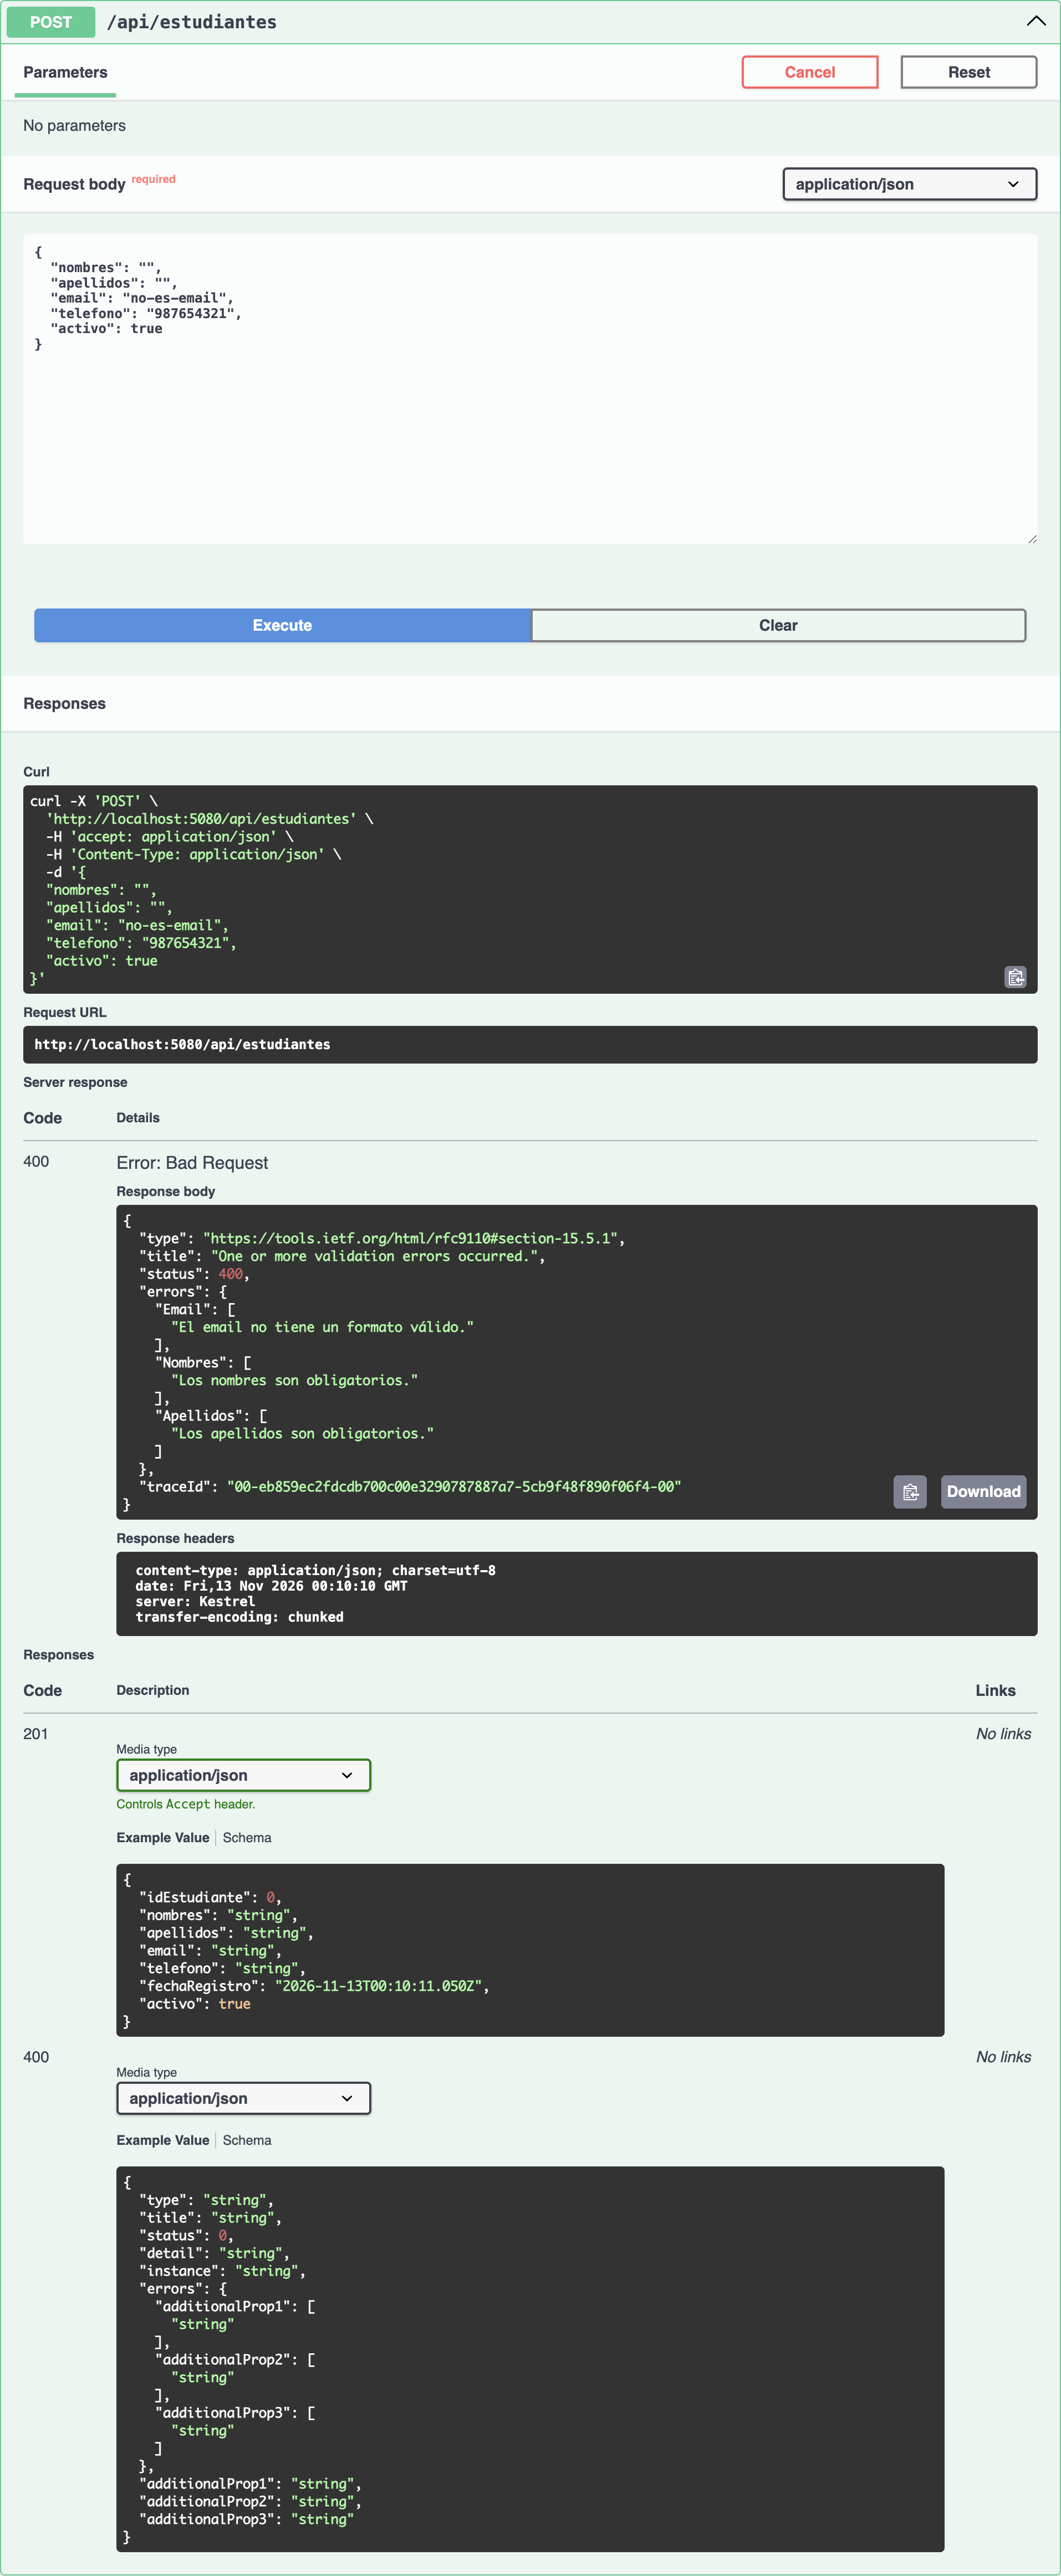 POST /api/estudiantes
Parameters
Cancel
Reset
No parameters
Request body required
application/json
{
  "nombres": "",
  "apellidos": "",
  "email": "no-es-email",
  "telefono": "987654321",
  "activo": true
}
Execute
Clear
Responses
Curl
curl -X 'POST' \
  'http://localhost:5080/api/estudiantes' \
  -H 'accept: application/json' \
  -H 'Content-Type: application/json' \
  -d '{
  "nombres": "",
  "apellidos": "",
  "email": "no-es-email",
  "telefono": "987654321",
  "activo": true
}'
Request URL
http://localhost:5080/api/estudiantes
Server response
Code Details
400 Error: Bad Request
Response body
{
  "type": "https://tools.ietf.org/html/rfc9110#section-15.5.1",
  "title": "One or more validation errors occurred.",
  "status": 400,
  "errors": {
    "Email": [
      "El email no tiene un formato válido."
    ],
    "Nombres": [
      "Los nombres son obligatorios."
    ],
    "Apellidos": [
      "Los apellidos son obligatorios."
    ]
  },
  "traceId": "00-eb859ec2fdcdb700c00e3290787887a7-5cb9f48f890f06f4-00"
}
Download
Response headers
content-type: application/json; charset=utf-8
date: Fri,13 Nov 2026 00:10:10 GMT
server: Kestrel
transfer-encoding: chunked
Responses
Code Description Links
201 No links
Media type
application/json
Controls Accept header.
Example Value Schema
{
  "idEstudiante": 0,
  "nombres": "string",
  "apellidos": "string",
  "email": "string",
  "telefono": "string",
  "fechaRegistro": "2026-11-13T00:10:11.050Z",
  "activo": true
}
400 No links
Media type
application/json
Example Value Schema
{
  "type": "string",
  "title": "string",
  "status": 0,
  "detail": "string",
  "instance": "string",
  "errors": {
    "additionalProp1": [
      "string"
    ],
    "additionalProp2": [
      "string"
    ],
    "additionalProp3": [
      "string"
    ]
  },
  "additionalProp1": "string",
  "additionalProp2": "string",
  "additionalProp3": "string"
}